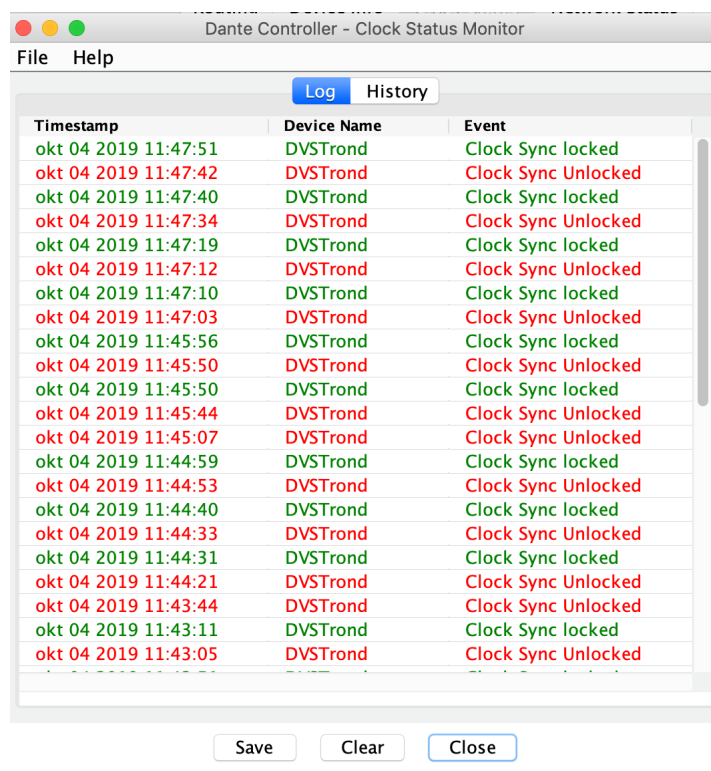 Dante Controller - Clock Status Monitor
File Help
Log History
Timestamp Device Name Event
okt 04 2019 11:47:51 DVSTrond Clock Sync locked
okt 04 2019 11:47:42 DVSTrond Clock Sync Unlocked
okt 04 2019 11:47:40 DVSTrond Clock Sync locked
okt 04 2019 11:47:34 DVSTrond Clock Sync Unlocked
okt 04 2019 11:47:19 DVSTrond Clock Sync locked
okt 04 2019 11:47:12 DVSTrond Clock Sync Unlocked
okt 04 2019 11:47:10 DVSTrond Clock Sync locked
okt 04 2019 11:47:03 DVSTrond Clock Sync Unlocked
okt 04 2019 11:45:56 DVSTrond Clock Sync locked
okt 04 2019 11:45:50 DVSTrond Clock Sync Unlocked
okt 04 2019 11:45:50 DVSTrond Clock Sync locked
okt 04 2019 11:45:44 DVSTrond Clock Sync Unlocked
okt 04 2019 11:45:07 DVSTrond Clock Sync Unlocked
okt 04 2019 11:44:59 DVSTrond Clock Sync locked
okt 04 2019 11:44:53 DVSTrond Clock Sync Unlocked
okt 04 2019 11:44:40 DVSTrond Clock Sync locked
okt 04 2019 11:44:33 DVSTrond Clock Sync Unlocked
okt 04 2019 11:44:31 DVSTrond Clock Sync locked
okt 04 2019 11:44:21 DVSTrond Clock Sync Unlocked
okt 04 2019 11:43:44 DVSTrond Clock Sync Unlocked
okt 04 2019 11:43:11 DVSTrond Clock Sync locked
okt 04 2019 11:43:05 DVSTrond Clock Sync Unlocked
Save Clear Close